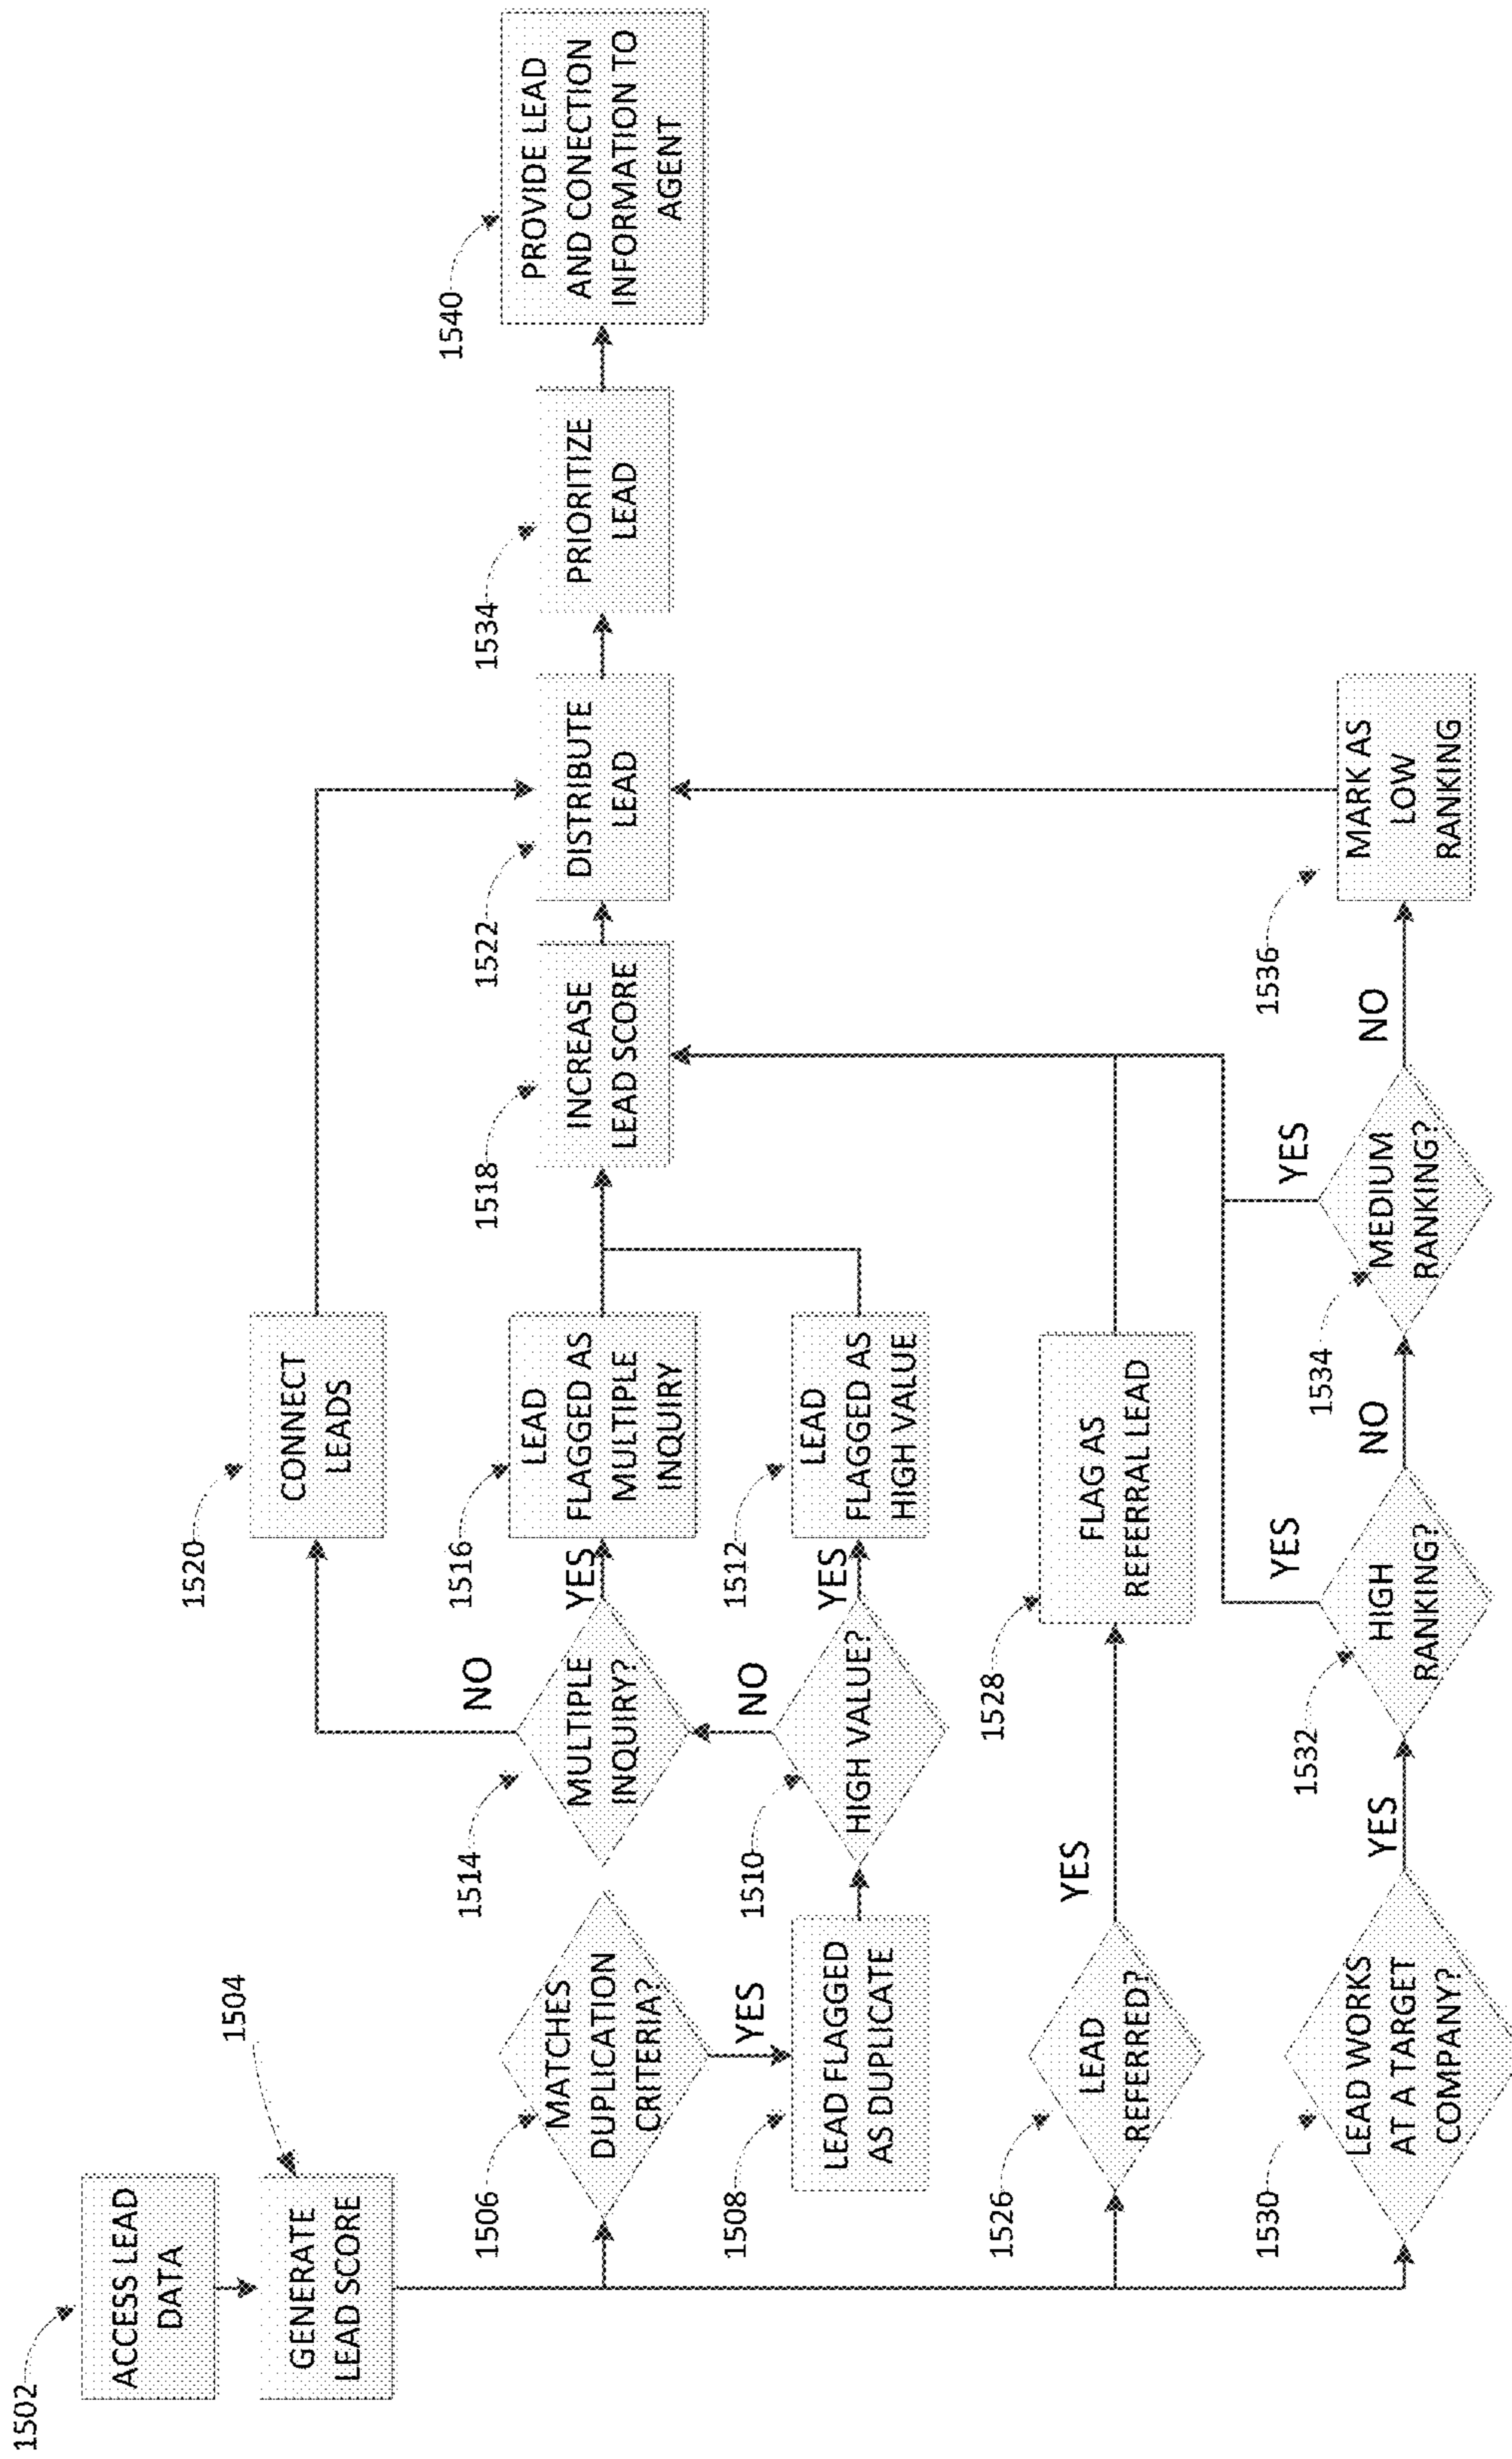 1502
ACCESS LEAD
DATA
1504
GENERATE
LEAD SCORE
1506
MATCHES
DUPLICATION
CRITERIA?
YES
1508
LEAD FLAGGED
AS DUPLICATE
1510
HIGH VALUE?
NO
YES
1512
LEAD
FLAGGED AS
HIGH VALUE
1514
MULTIPLE
INQUIRY?
NO
YES
1516
LEAD
FLAGGED AS
MULTIPLE
INQUIRY
1520
CONNECT
LEADS
1518
INCREASE
LEAD SCORE
1522
DISTRIBUTE
LEAD
1534
PRIORITIZE
LEAD
1540
PROVIDE LEAD
AND CONECTION
INFORMATION TO
AGENT
1526
LEAD
REFERRED?
YES
1528
FLAG AS
REFERRAL LEAD
1530
LEAD WORKS
AT A TARGET
COMPANY?
YES
1532
HIGH
RANKING?
YES
NO
1534
MEDIUM
RANKING?
YES
NO
1536
MARK AS
LOW
RANKING